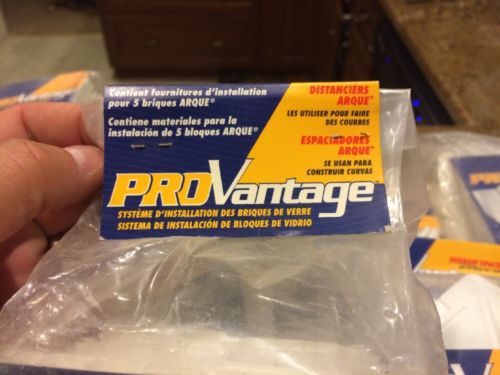 Contient fournitures d'installation
pour 5 briques ARQUE®
Contiene materiales para la
instalación de 5 bloques ARQUE®
DISTANCIERS
ARQUE®
LES UTILISER POUR FAIRE
DES COURBES
ESPACIADORES
ARQUE®
SE USAN PARA
CONSTRUIR CURVAS
PROVantage
SYSTÈME D'INSTALLATION DES BRIQUES DE VERRE
SISTEMA DE INSTALACIÓN DE BLOQUES DE VIDRIO